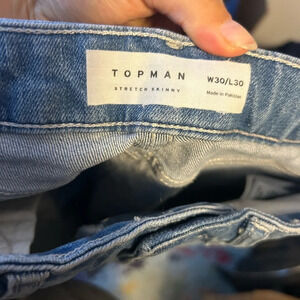 TOPMAN
STRETCH SKINNY
W30/L30
Made in Pakistan